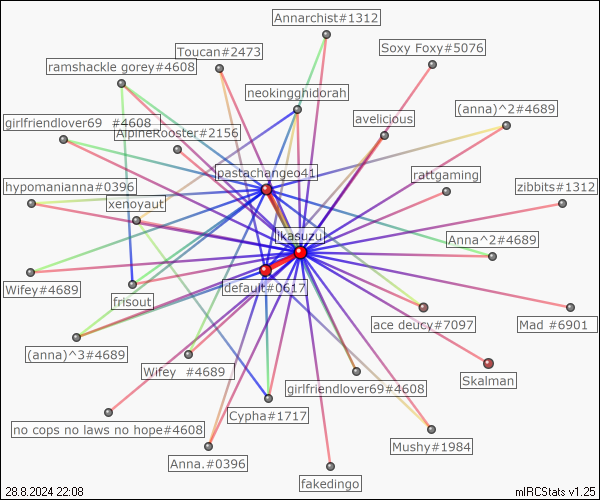 Annarchist#1312
Toucan#2473
Soxy Foxy#5076
ramshackle gorey#4608
neokingghidorah
(anna)^2#4689
avelicious
girlfriendlover69 #4608
AlpineRooster#2156
pastachangeo41
rattgaming
hypomanianna#0396
zibbits#1312
xenoyaut
ikasuzu
Anna^2#4689
Wifey#4689
default#0617
frisout
ace deucy#7097
Mad #6901
(anna)^3#4689
Wifey #4689
Skalman
girlfriendlover69#4608
Cypha#1717
no cops no laws no hope#4608
Mushy#1984
Anna.#0396
fakedingo
28.8.2024 22:08
mIRCStats v1.25